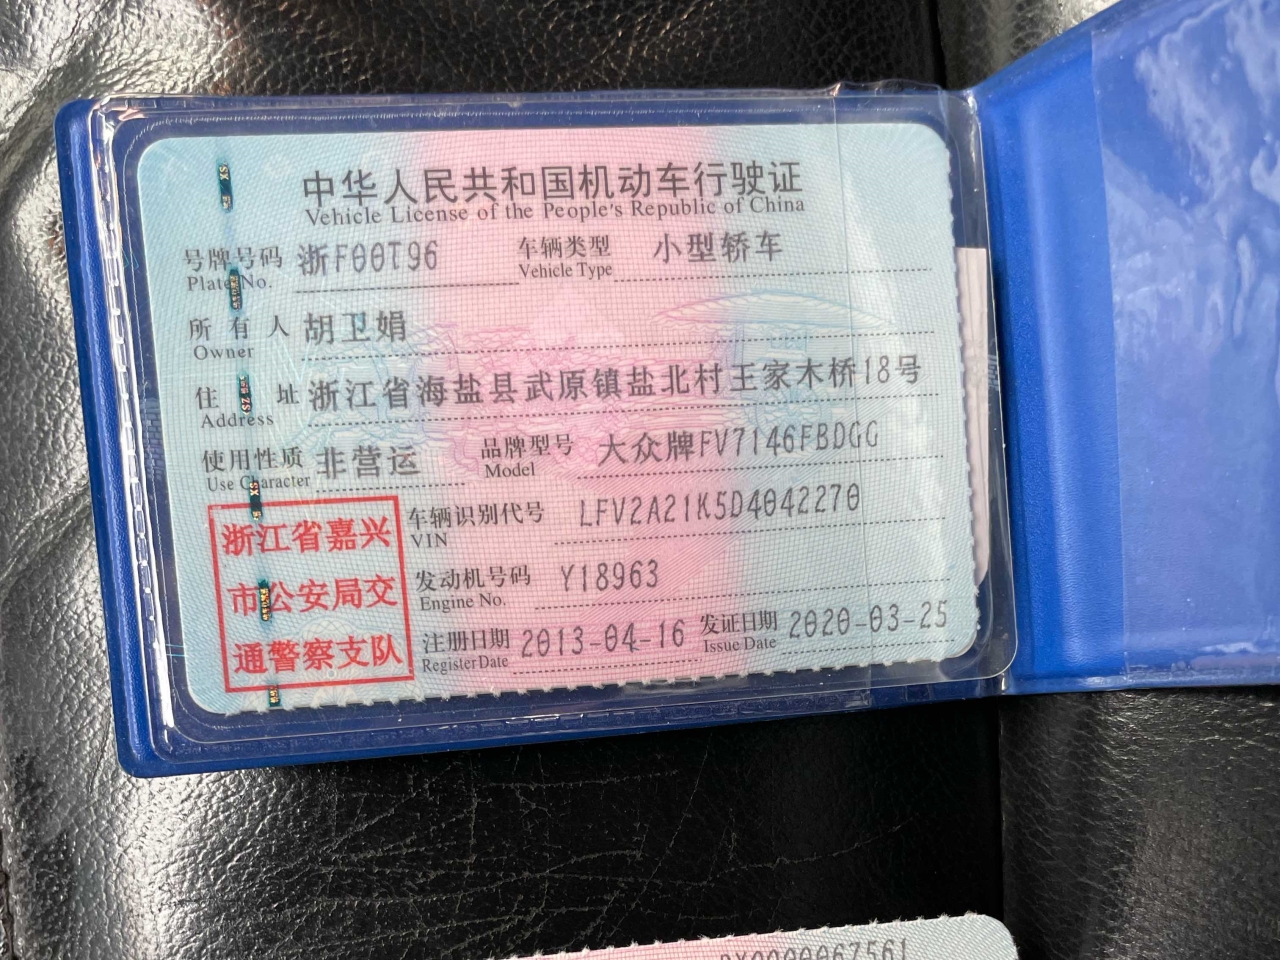 中华人民共和国机动车行驶证
Vehicle License of the People's Republic of China
号牌号码 浙F00T96 车辆类型 小型轿车
Plate No. Vehicle Type
所有人 胡卫娟
Owner
住址 浙江省海盐县武原镇盐北村王家木桥18号
Address
使用性质 非营运 品牌型号 大众牌FV7146FBDGG
Use Character Model
浙江省嘉兴
市公安局交
通警察支队
车辆识别代号 LFV2A21K5D4042270
VIN
发动机号码 Y18963
Engine No.
注册日期 2013-04-16 发证日期 2020-03-25
Register Date Issue Date